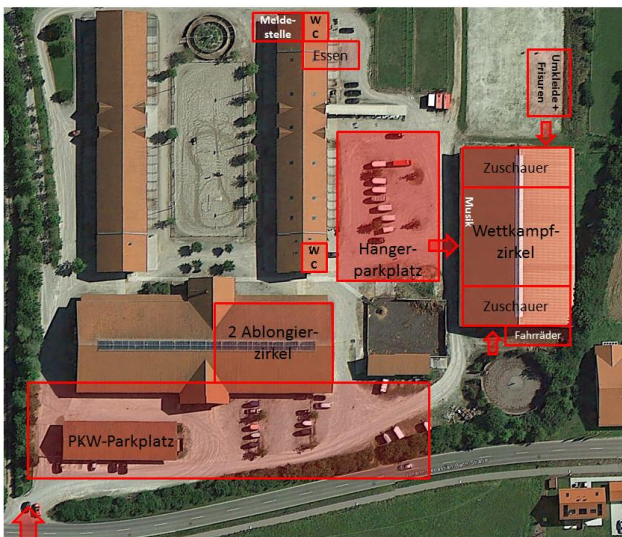 Melde-
stelle
W
C
Essen
Umkleide +
Frisuren
Zuschauer
Musik
Wettkampf-
zirkel
Hänger-
parkplatz
W
C
Zuschauer
2 Ablongier-
zirkel
Fahrräder
PKW-Parkplatz